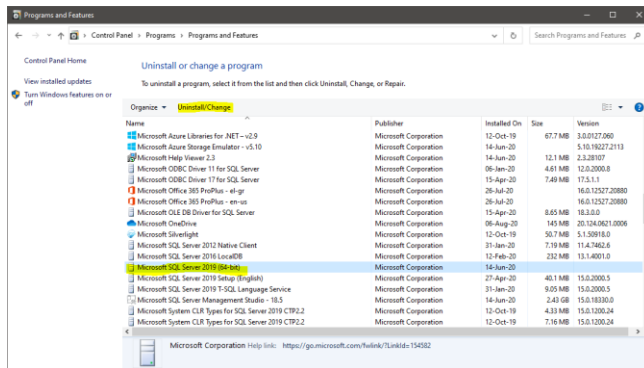 Programs and Features
Control Panel > Programs > Programs and Features
Search Programs and Features
Control Panel Home
View installed updates
Turn Windows features on or off
Uninstall or change a program
To uninstall a program, select it from the list and then click Uninstall, Change, or Repair.
Organize Uninstall/Change
Name Publisher Installed On Size Version
Microsoft Azure Libraries for .NET – v2.9 Microsoft Corporation 12-Oct-19 67.7 MB 3.0.0127.060
Microsoft Azure Storage Emulator - v5.10 Microsoft Corporation 14-Jun-20 5.10.19227.2113
Microsoft Help Viewer 2.3 Microsoft Corporation 14-Jun-20 12.1 MB 2.3.28107
Microsoft ODBC Driver 11 for SQL Server Microsoft Corporation 06-Jan-20 4.61 MB 12.0.2000.8
Microsoft ODBC Driver 17 for SQL Server Microsoft Corporation 15-Apr-20 7.49 MB 17.5.1.1
Microsoft Office 365 ProPlus - el-gr Microsoft Corporation 26-Jul-20 16.0.12527.20880
Microsoft Office 365 ProPlus - en-us Microsoft Corporation 26-Jul-20 16.0.12527.20880
Microsoft OLE DB Driver for SQL Server Microsoft Corporation 15-Apr-20 8.65 MB 18.3.0.0
Microsoft OneDrive Microsoft Corporation 06-Aug-20 145 MB 20.124.0621.0006
Microsoft Silverlight Microsoft Corporation 12-Oct-19 50.7 MB 5.1.50918.0
Microsoft SQL Server 2012 Native Client Microsoft Corporation 31-Jan-20 7.19 MB 11.4.7462.6
Microsoft SQL Server 2016 LocalDB Microsoft Corporation 12-Feb-20 232 MB 13.1.4001.0
Microsoft SQL Server 2019 (64-bit) Microsoft Corporation 14-Jun-20
Microsoft SQL Server 2019 Setup (English) Microsoft Corporation 27-Apr-20 40.1 MB 15.0.2000.5
Microsoft SQL Server 2019 T-SQL Language Service Microsoft Corporation 31-Jan-20 9.05 MB 15.0.2000.5
Microsoft SQL Server Management Studio - 18.5 Microsoft Corporation 14-Jun-20 2.43 GB 15.0.18330.0
Microsoft System CLR Types for SQL Server 2019 CTP2.2 Microsoft Corporation 12-Oct-19 4.33 MB 15.0.1200.24
Microsoft System CLR Types for SQL Server 2019 CTP2.2 Microsoft Corporation 12-Oct-19 7.16 MB 15.0.1200.24
Microsoft Corporation Help link: https://go.microsoft.com/fwlink/?LinkId=154582